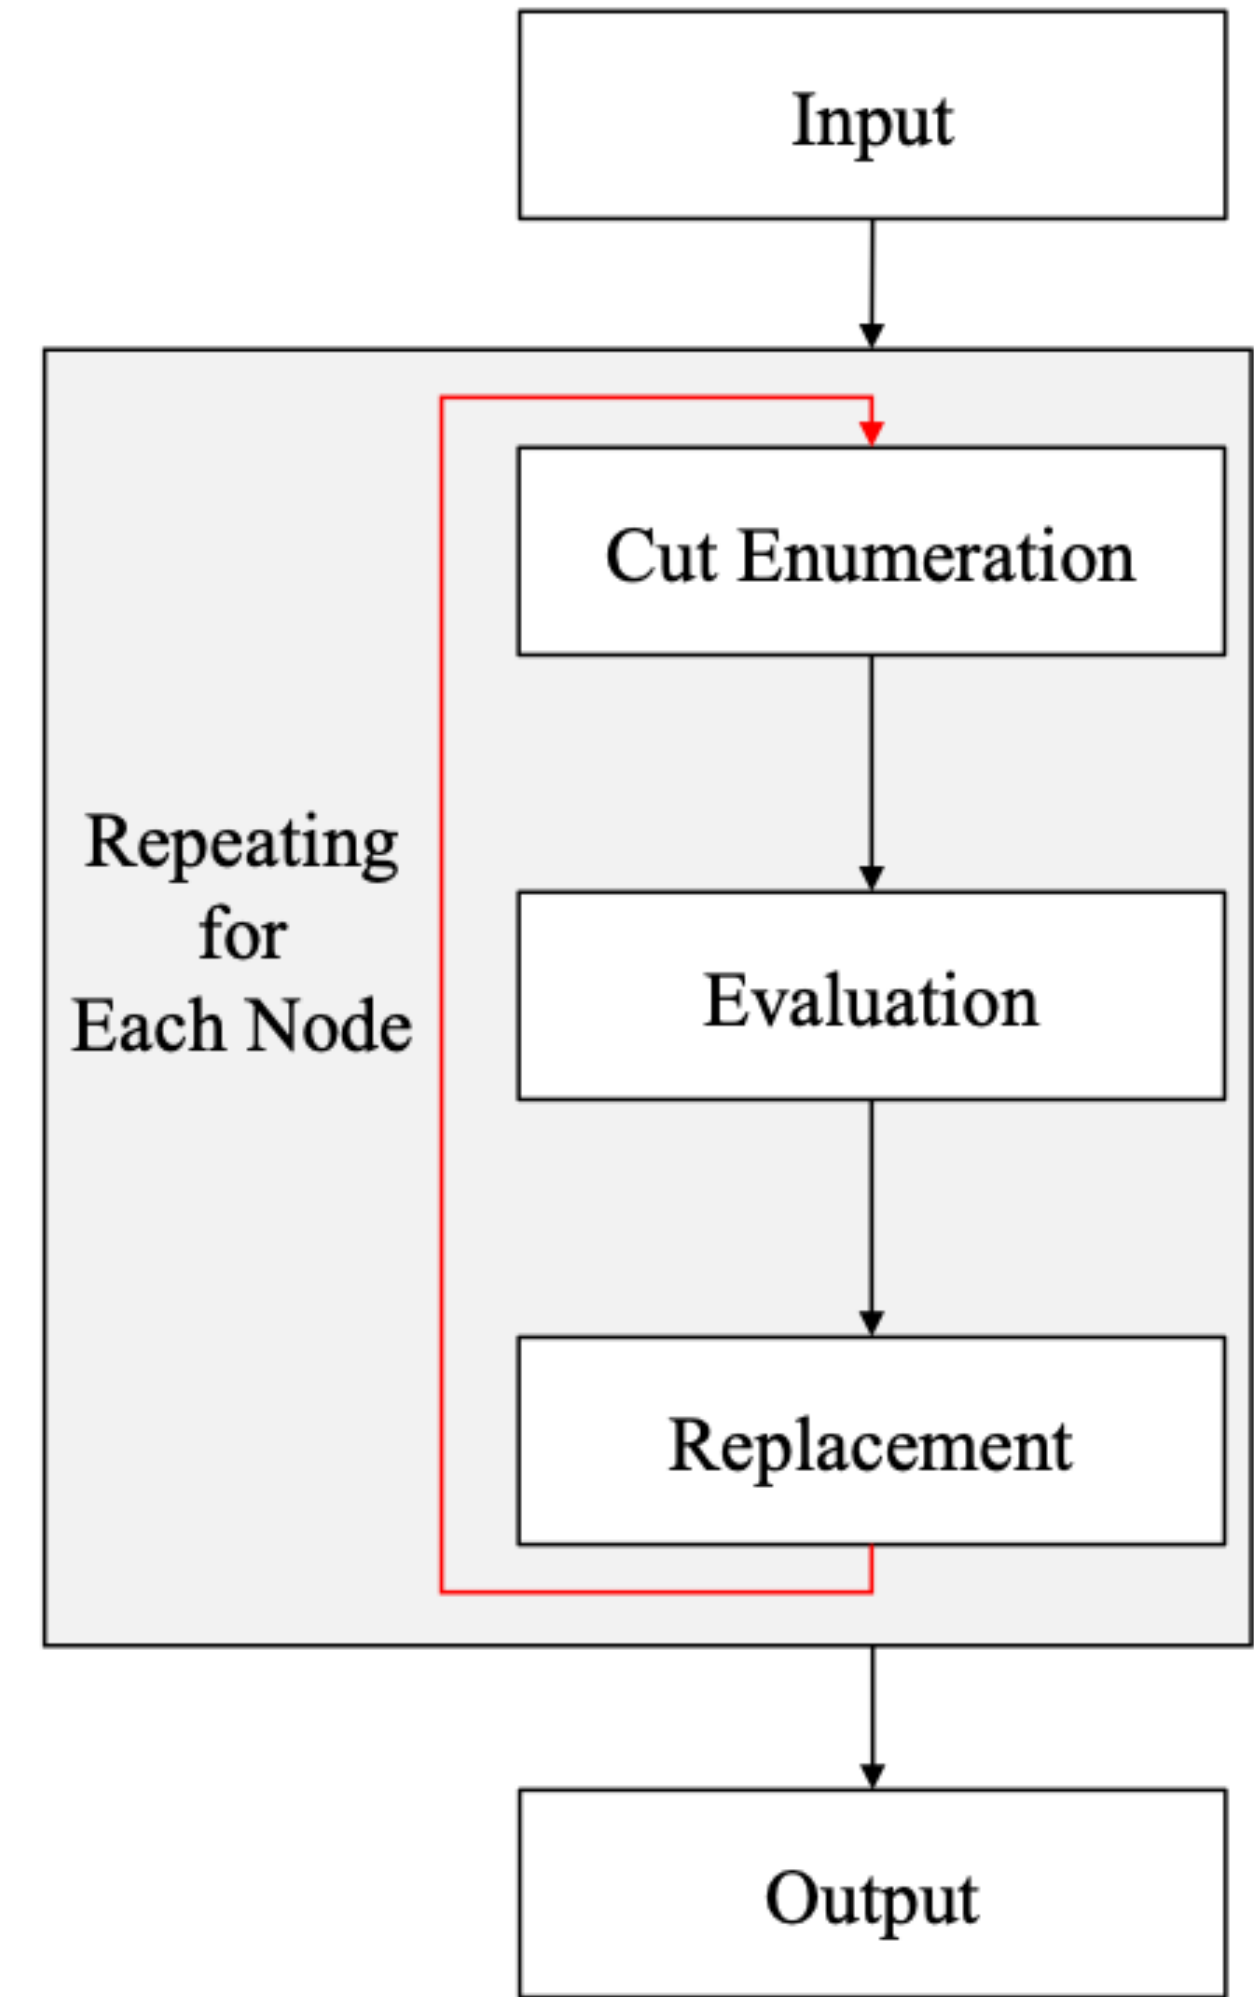 Input
Cut Enumeration
Repeating
for
Each Node
Evaluation
Replacement
Output